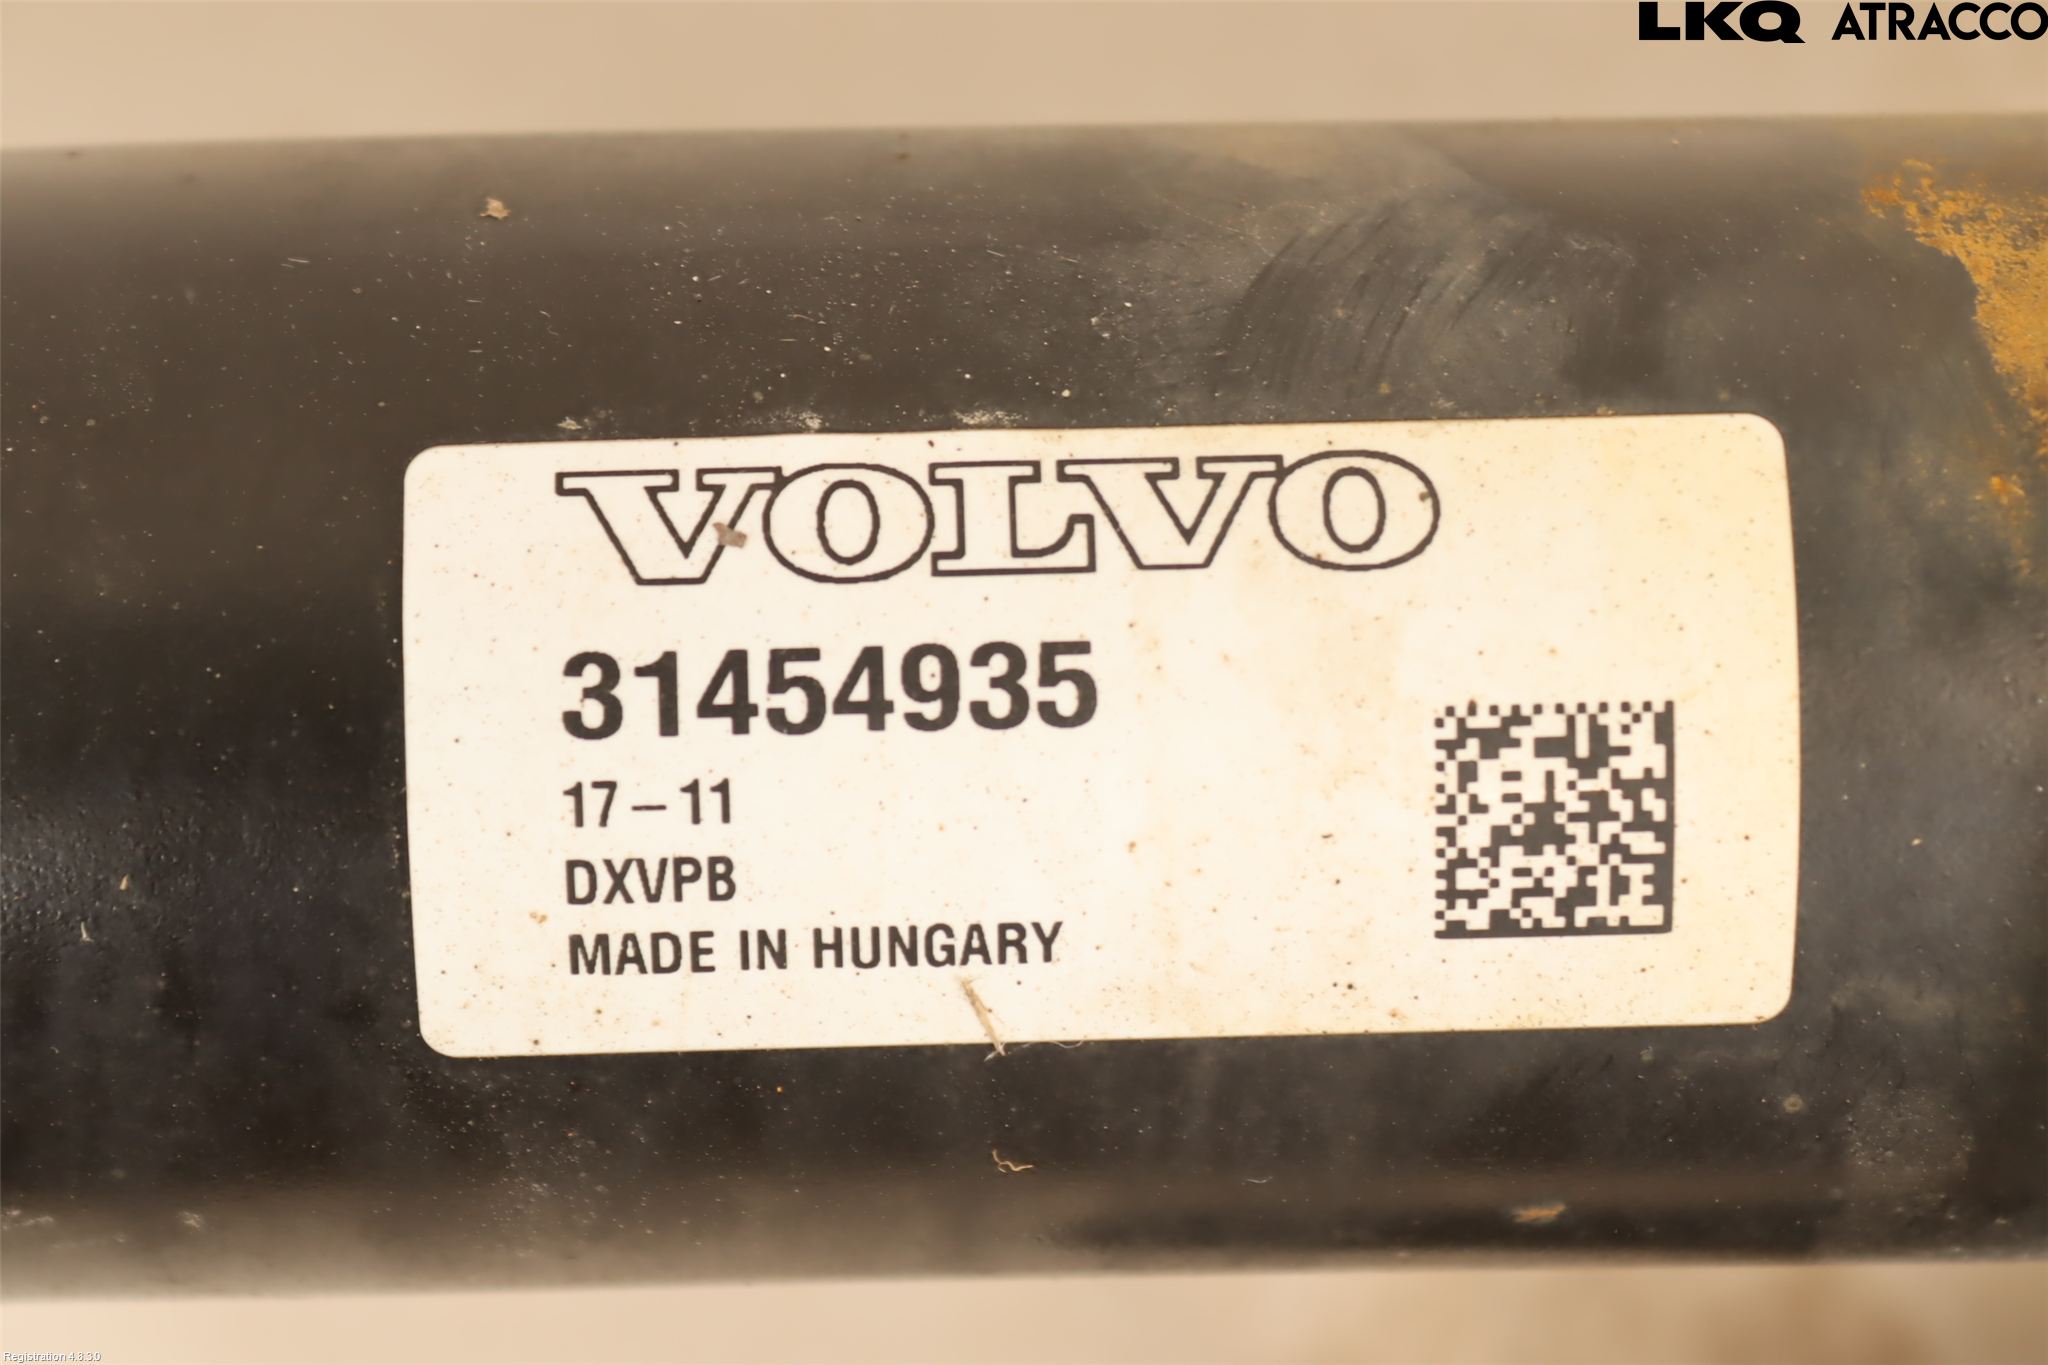 LKQ ATRACCO
VOLVO
31454935
17-11
DXVPB
MADE IN HUNGARY
Registration 4.8.3.0